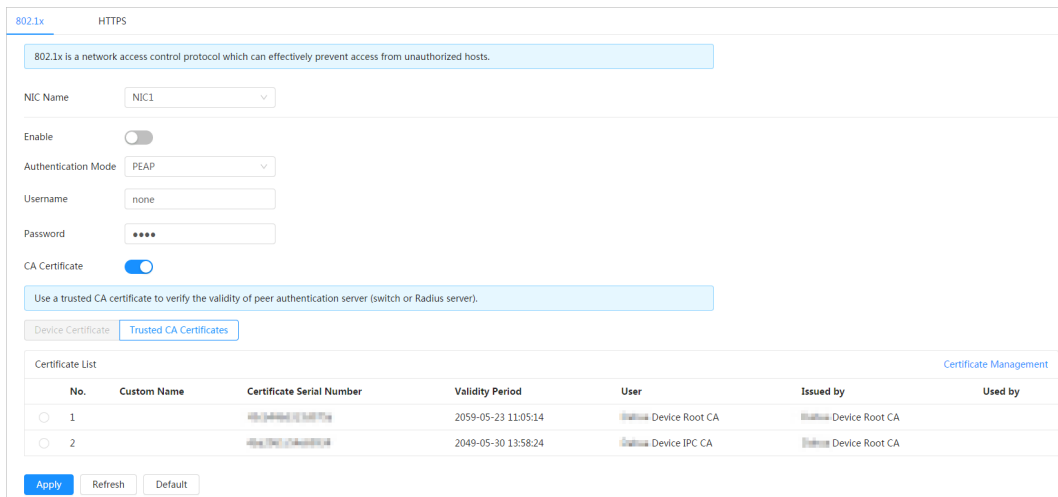 802.1x HTTPS
802.1x is a network access control protocol which can effectively prevent access from unauthorized hosts.
NIC Name NIC1
Enable
Authentication Mode PEAP
Username none
Password ••••
CA Certificate
Use a trusted CA certificate to verify the validity of peer authentication server (switch or Radius server).
Device Certificate Trusted CA Certificates
Certificate List Certificate Management
No. Custom Name Certificate Serial Number Validity Period User Issued by Used by
1 2059-05-23 11:05:14 Device Root CA Device Root CA
2 2049-05-30 13:58:24 Device IPC CA Device Root CA
Apply Refresh Default